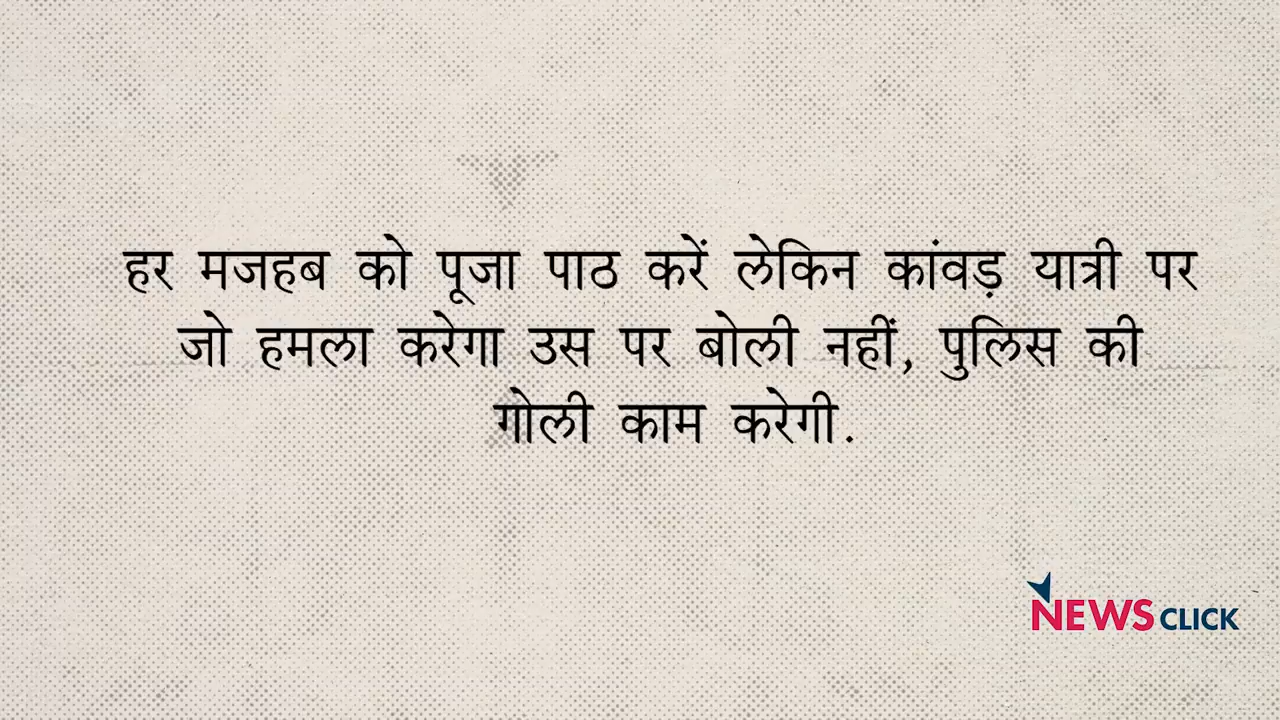 हर मजहब को पूजा पाठ करें लेकिन कांवड़ यात्री पर
जो हमला करेगा उस पर बोली नहीं, पुलिस की
गोली काम करेगी.
NEWS CLICK